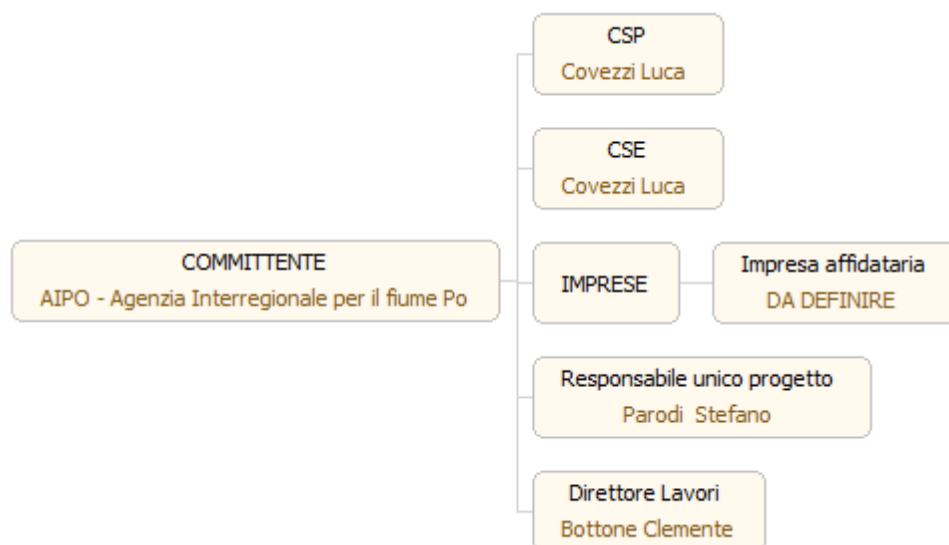 COMMITTENTE
AIPO - Agenzia Interregionale per il fiume Po
CSP
Covezzi Luca
CSE
Covezzi Luca
IMPRESE
Impresa affidataria
DA DEFINIRE
Responsabile unico progetto
Parodi Stefano
Direttore Lavori
Bottone Clemente